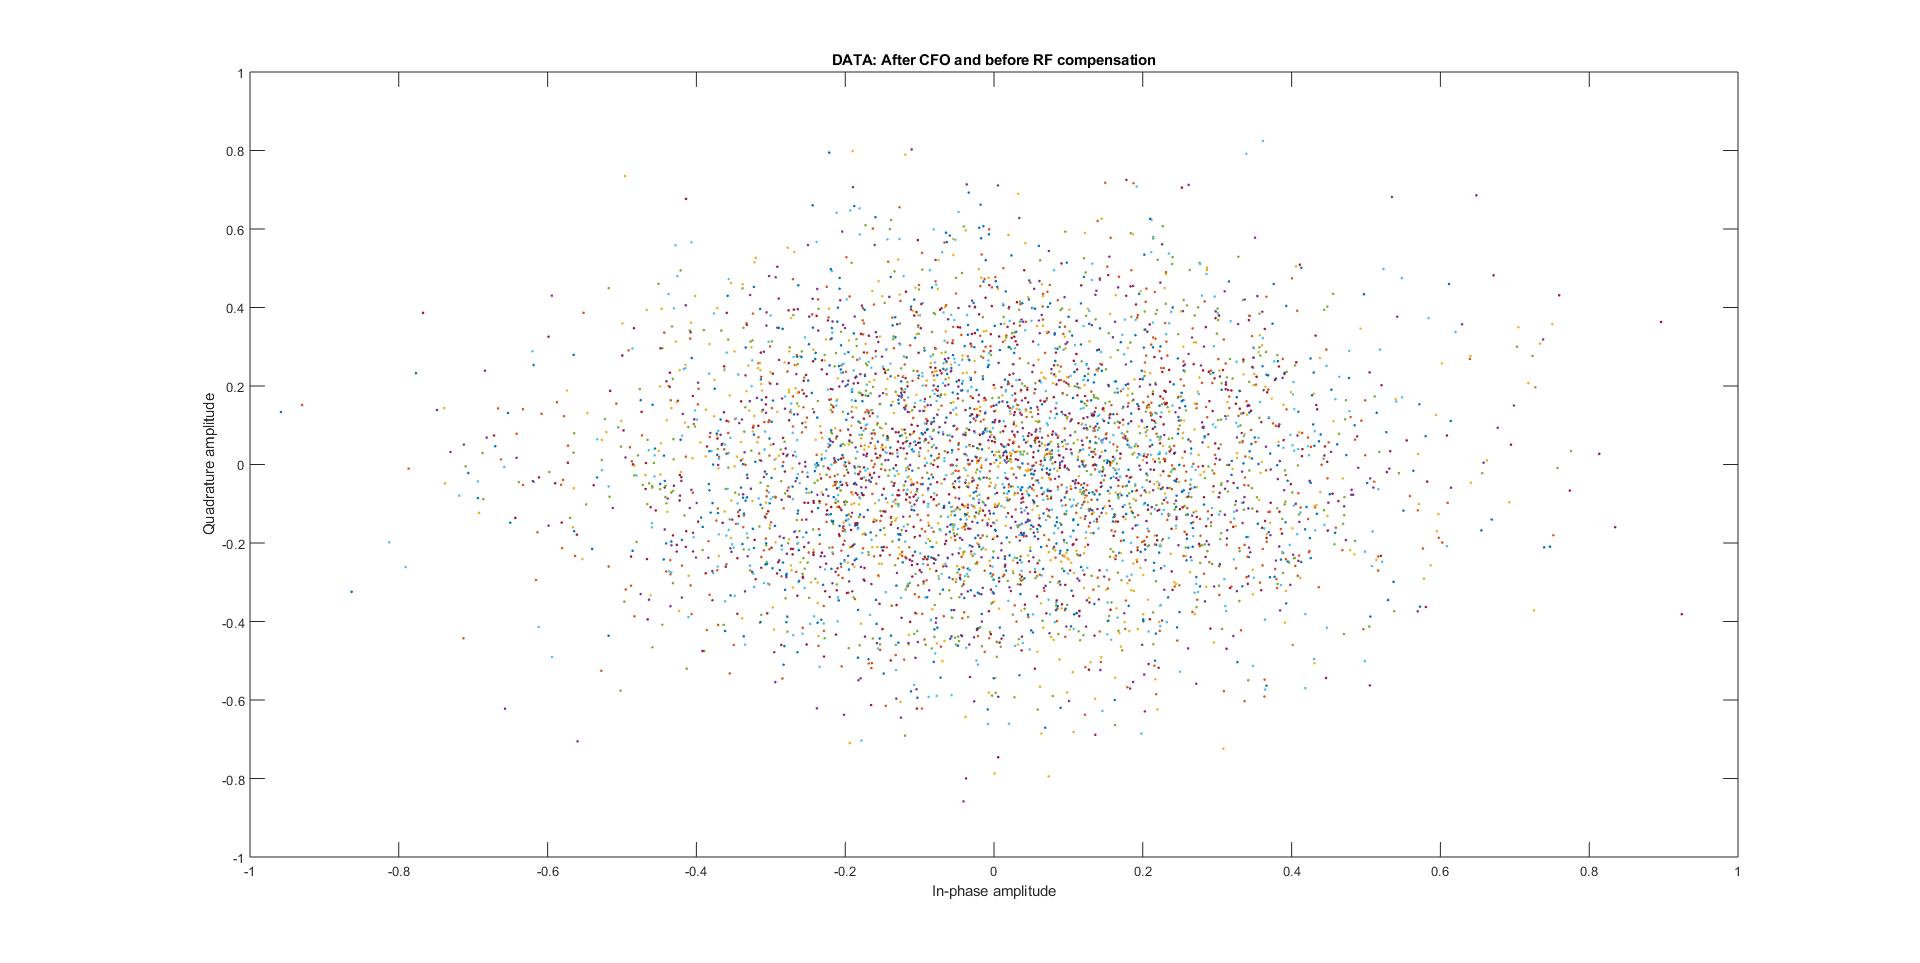 DATA: After CFO and before RF compensation
1
0.8
0.6
0.4
0.2
0
-0.2
-0.4
-0.6
-0.8
-1
Quadrature amplitude
-1 -0.8 -0.6 -0.4 -0.2 0 0.2 0.4 0.6 0.8 1
In-phase amplitude